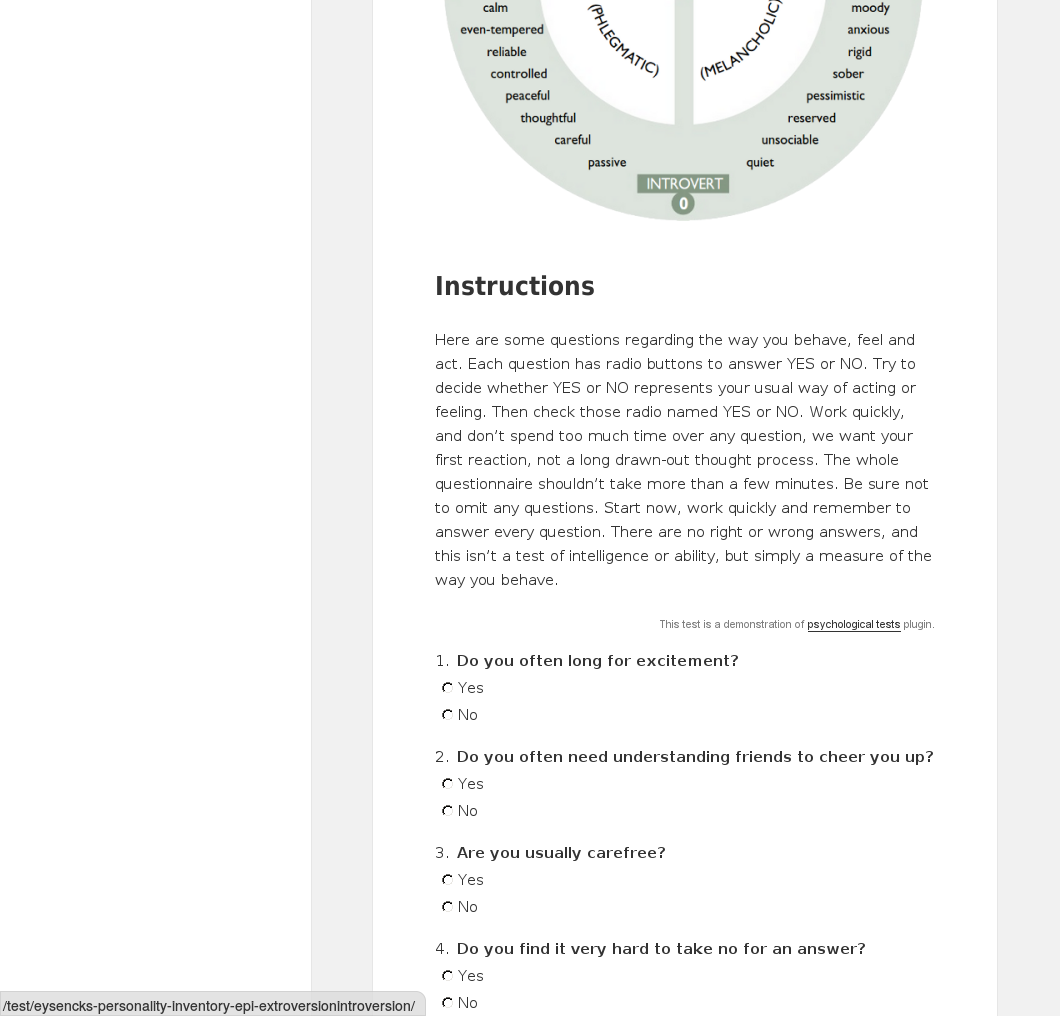 calm
moody
even-tempered
anxious
reliable
rigid
controlled
sober
peaceful
pessimistic
thoughtful
reserved
careful
unsociable
passive
quiet
(PHLEGMATIC)
(MELANCHOLIC)
INTROVERT
0
Instructions
Here are some questions regarding the way you behave, feel and
act. Each question has radio buttons to answer YES or NO. Try to
decide whether YES or NO represents your usual way of acting or
feeling. Then check those radio named YES or NO. Work quickly,
and don’t spend too much time over any question, we want your
first reaction, not a long drawn-out thought process. The whole
questionnaire shouldn’t take more than a few minutes. Be sure not
to omit any questions. Start now, work quickly and remember to
answer every question. There are no right or wrong answers, and
this isn’t a test of intelligence or ability, but simply a measure of the
way you behave.
This test is a demonstration of psychological tests plugin.
1. Do you often long for excitement?
Yes
No
2. Do you often need understanding friends to cheer you up?
Yes
No
3. Are you usually carefree?
Yes
No
4. Do you find it very hard to take no for an answer?
Yes
No
/test/eysencks-personality-inventory-epi-extroversionintroversion/